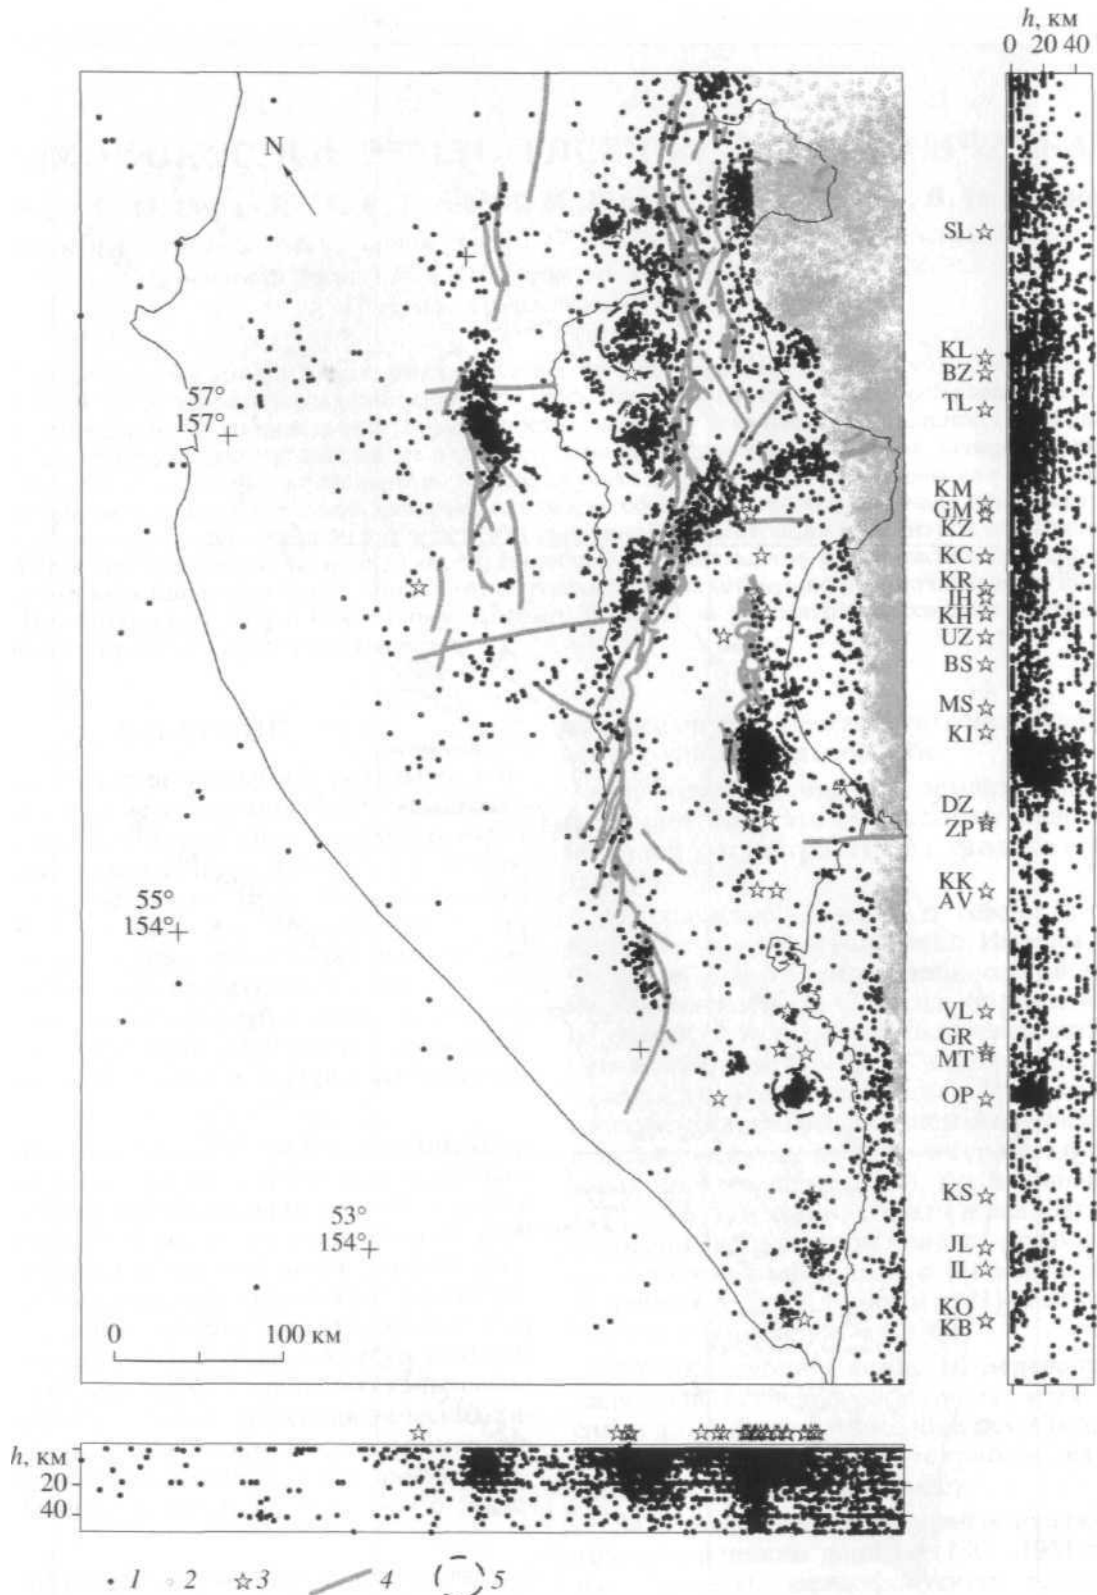 h, км
0 20 40
N
SL
KL
BZ
TL
57°
157°
KM
GM
KZ
KC
KR
IH
KH
UZ
BS
MS
KI
DZ
ZP
55°
154°
KK
AV
VL
GR
MT
OP
KS
53°
154°
JL
IL
KO
KB
0 100 км
h, км
20
40
1 2 3 4 5